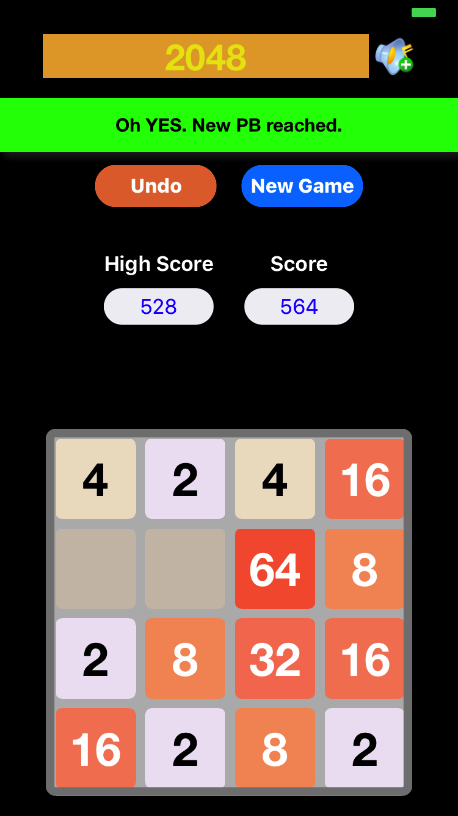 2048
Oh YES. New PB reached.
Undo New Game
High Score Score
528 564
4 2 4 16
64 8
2 8 32 16
16 2 8 2